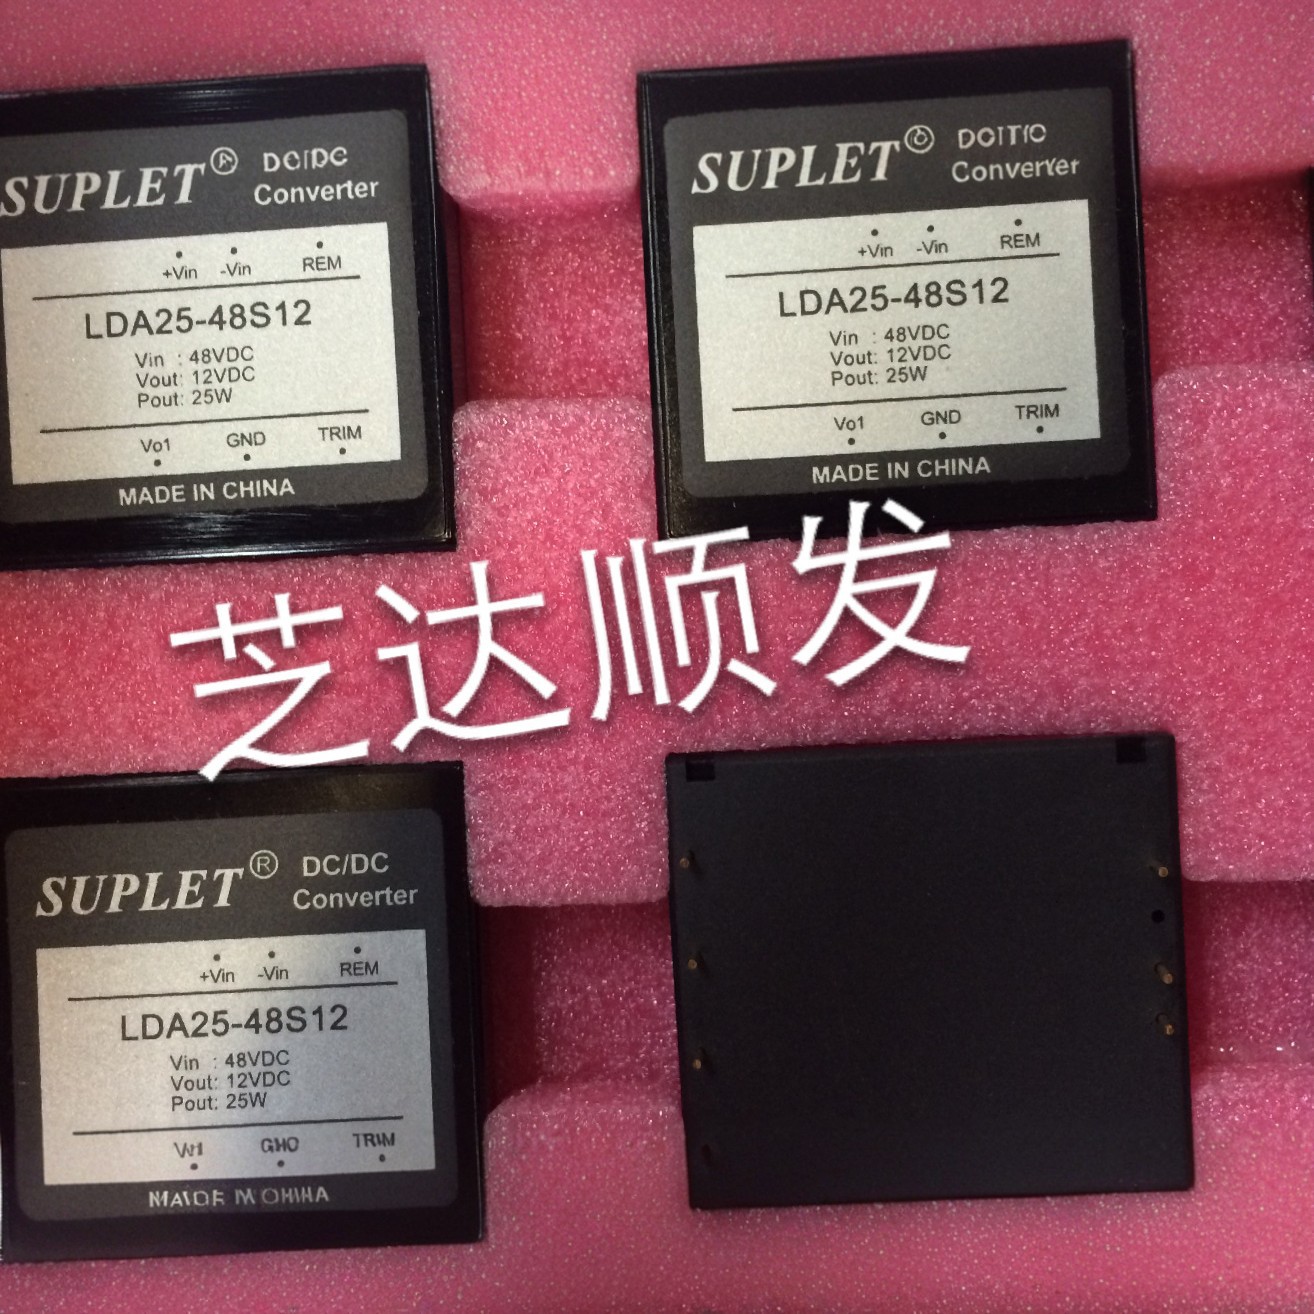 SUPLET
DC/DC
Converter
+Vin -Vin REM
LDA25-48S12
Vin : 48VDC
Vout: 12VDC
Pout: 25W
Vo1 GND TRIM
MADE IN CHINA
SUPLET
Converter
+Vin -Vin REM
LDA25-48S12
Vin : 48VDC
Vout: 12VDC
Pout: 25W
Vo1 GND TRIM
MADE IN CHINA
芝达顺发
SUPLET®
DC/DC
Converter
+Vin -Vin REM
LDA25-48S12
Vin : 48VDC
Vout: 12VDC
Pout: 25W
TRIM